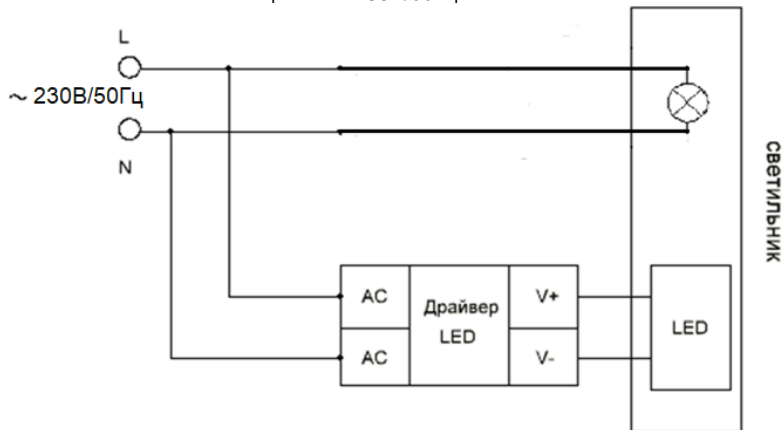 L
~ 230В/50Гц
N
светильник
AC
Драйвер
LED
V+
AC
V-
LED